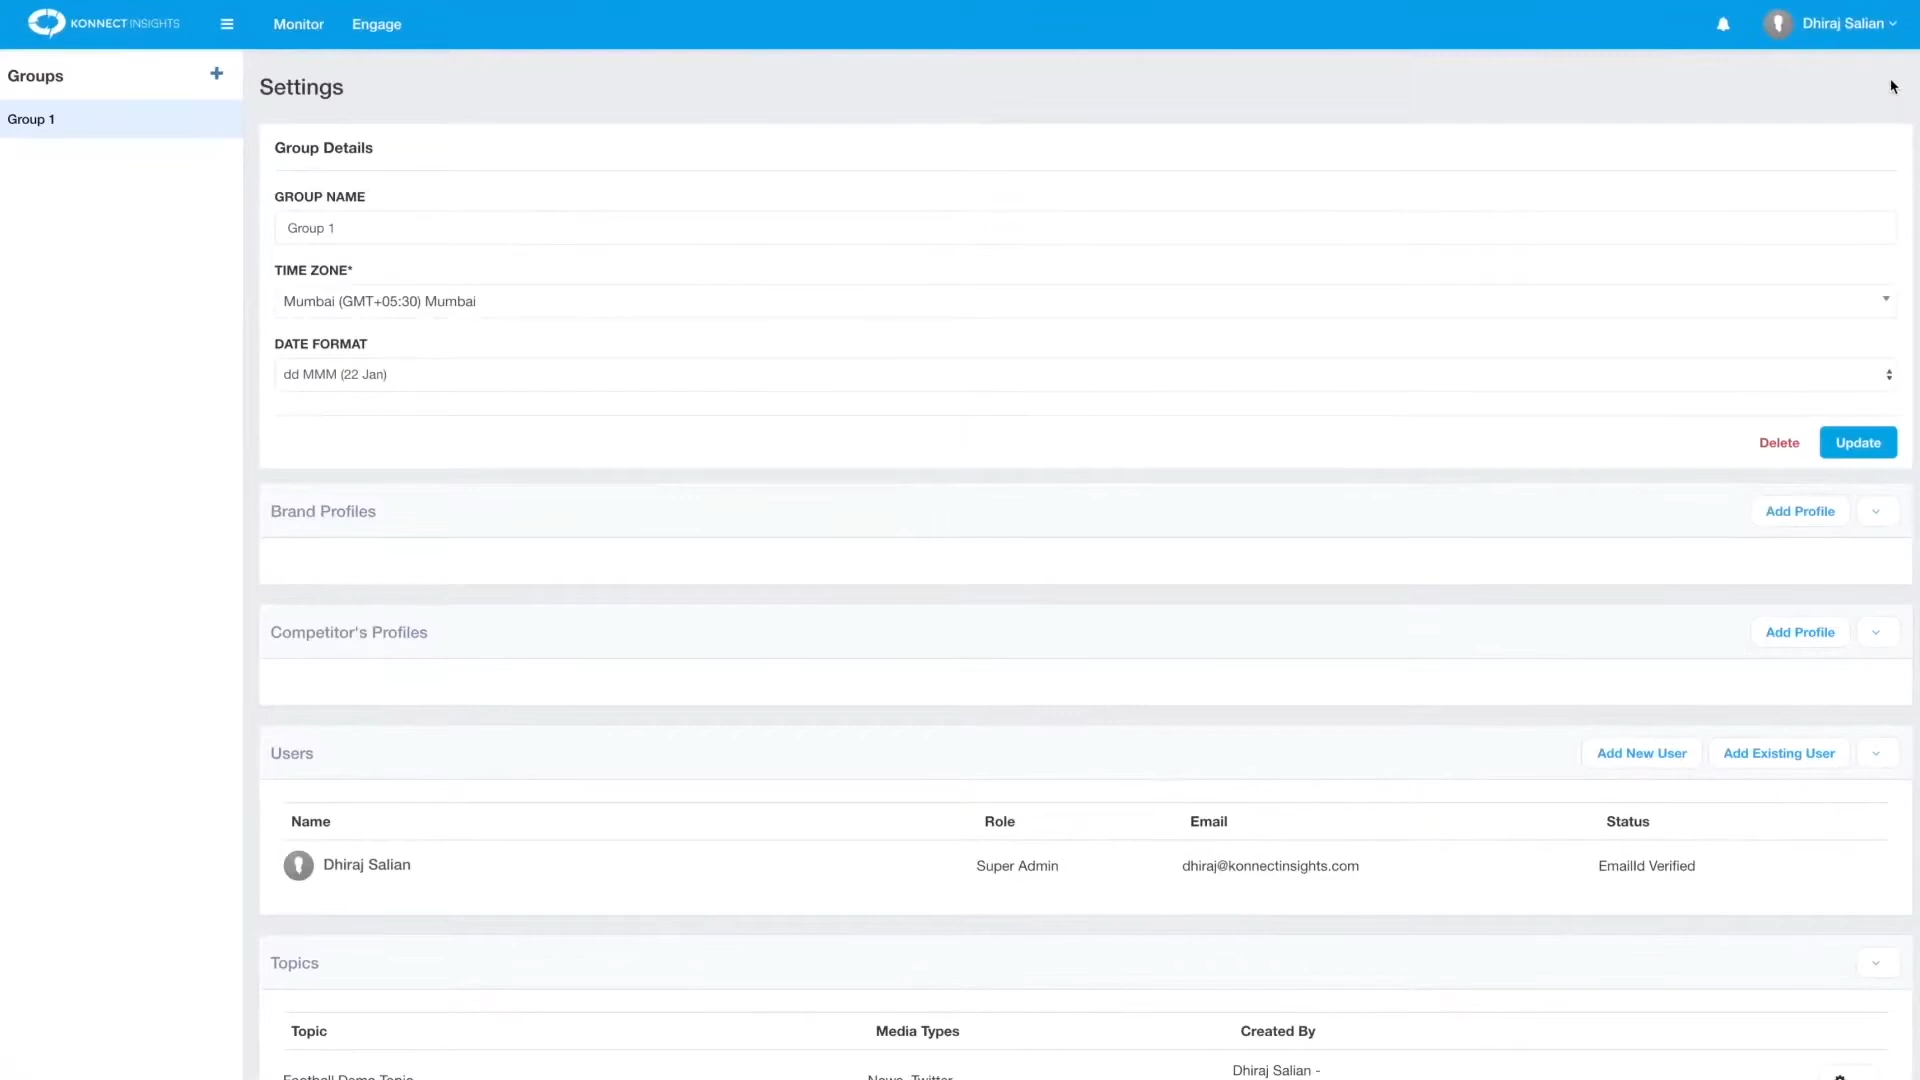 KONNECT INSIGHTS
Monitor
Engage
Dhiraj Salian
Groups
Group 1
Settings
Group Details
GROUP NAME
Group 1
TIME ZONE*
Mumbai (GMT+05:30) Mumbai
DATE FORMAT
dd MMM (22 Jan)
Delete
Update
Brand Profiles
Add Profile
Competitor's Profiles
Add Profile
Users
Add New User
Add Existing User
Name Role Email Status
Dhiraj Salian Super Admin dhiraj@konnectinsights.com EmailId Verified
Topics
Topic Media Types Created By
Dhiraj Salian -
Football Demo Topic News, Twitter